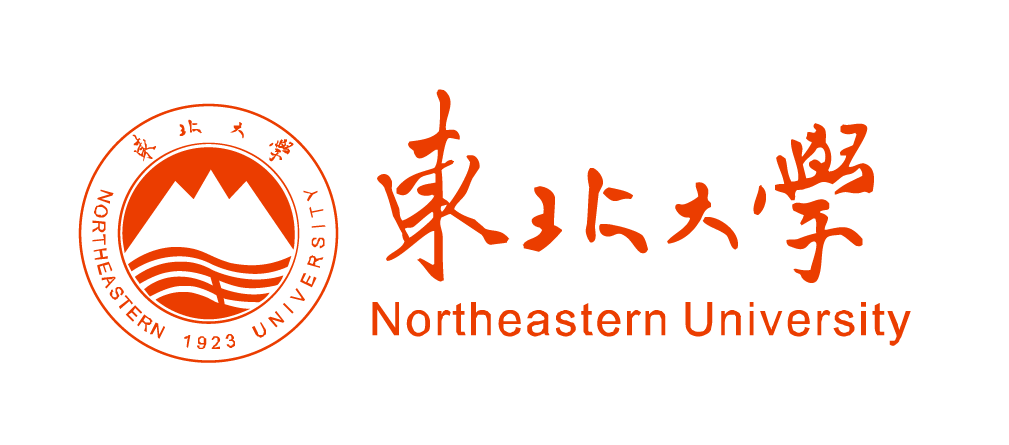 東北大學
NORTHEASTERN UNIVERSITY
1923
東北大學
Northeastern University